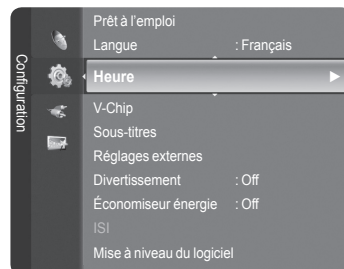 Configuration
Prêt à l'emploi
Langue : Français
Heure
V-Chip
Sous-titres
Réglages externes
Divertissement : Off
Économiseur énergie : Off
ISI
Mise à niveau du logiciel